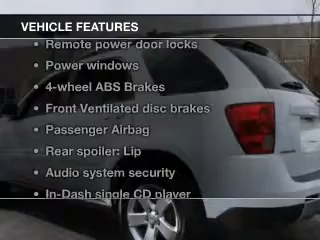 VEHICLE FEATURES
• Remote power door locks
• Power windows
• 4-wheel ABS Brakes
• Front Ventilated disc brakes
• Passenger Airbag
• Rear spoiler: Lip
• Audio system security
• In-Dash single CD player